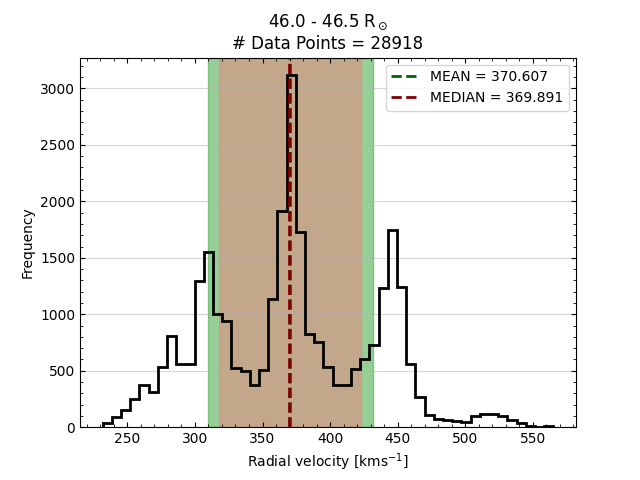 46.0 - 46.5 R☉
# Data Points = 28918
MEAN = 370.607
MEDIAN = 369.891
3000
2500
2000
1500
1000
500
0
Frequency
250 300 350 400 450 500 550
Radial velocity [kms⁻¹]